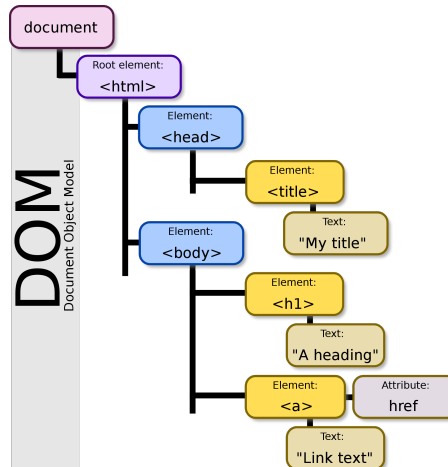 document
Root element:
<html>
Element:
<head>
Element:
<title>
Text:
"My title"
Element:
<body>
Element:
<h1>
Text:
"A heading"
Element:
<a>
Attribute:
href
Text:
"Link text"
DOM
Document Object Model